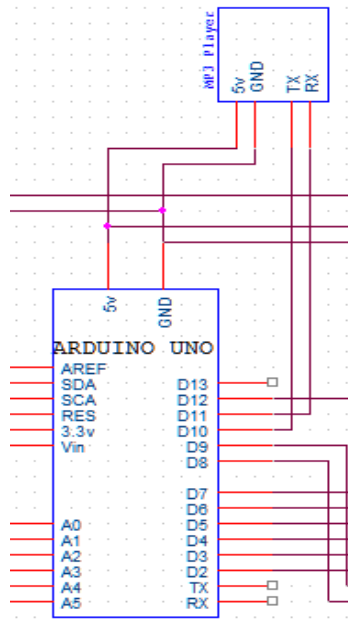 MP3 Player
5v GND TX RX
5v GND
ARDUINO UNO
AREF
SDA D13
SCA D12
RES D11
3.3v D10
Vin D9
D8
D7
D6
A0 D5
A1 D4
A2 D3
A3 D2
A4 TX
A5 RX